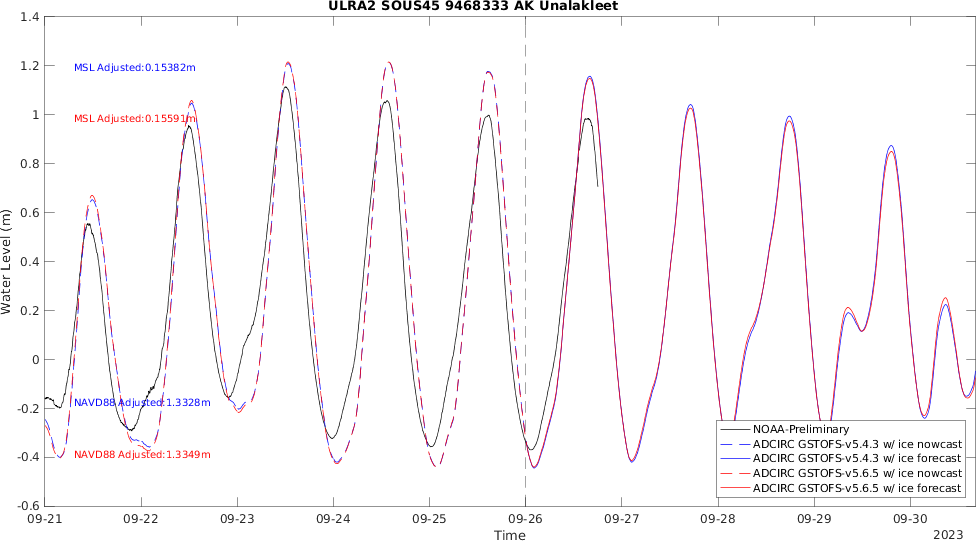 ULRA2 SOUS45 9468333 AK Unalakleet
1.4
1.2
1
0.8
0.6
0.4
0.2
0
-0.2
-0.4
-0.6
Water Level (m)
MSL Adjusted:0.15382m
MSL Adjusted:0.15591m
NAVD88 Adjusted:1.3328m
NAVD88 Adjusted:1.3349m
NOAA-Preliminary
ADCIRC GSTOFS-v5.4.3 w/ ice nowcast
ADCIRC GSTOFS-v5.4.3 w/ ice forecast
ADCIRC GSTOFS-v5.6.5 w/ ice nowcast
ADCIRC GSTOFS-v5.6.5 w/ ice forecast
09-21 09-22 09-23 09-24 09-25 09-26 09-27 09-28 09-29 09-30
Time
2023